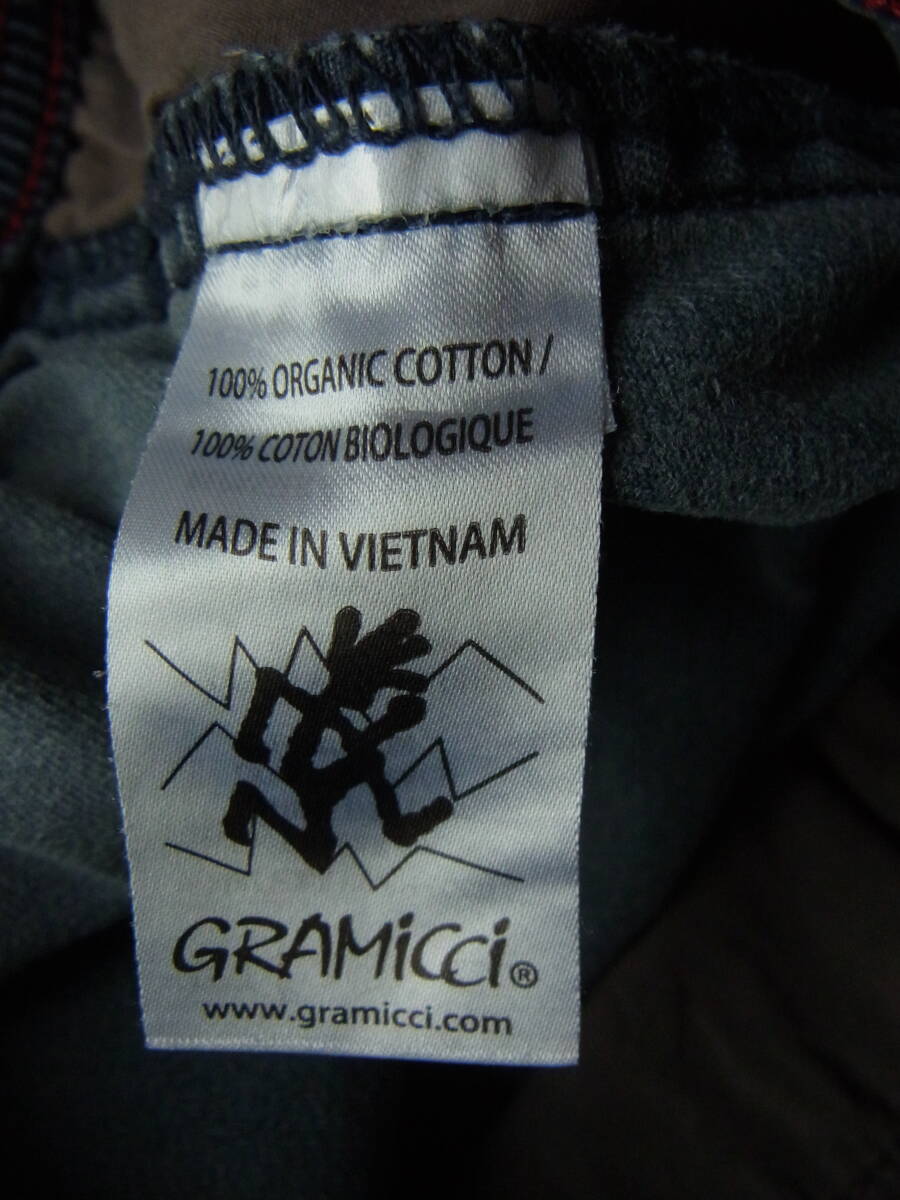 100% ORGANIC COTTON /
100% COTON BIOLOGIQUE
MADE IN VIETNAM
GRAMiCCi®
www.gramicci.com